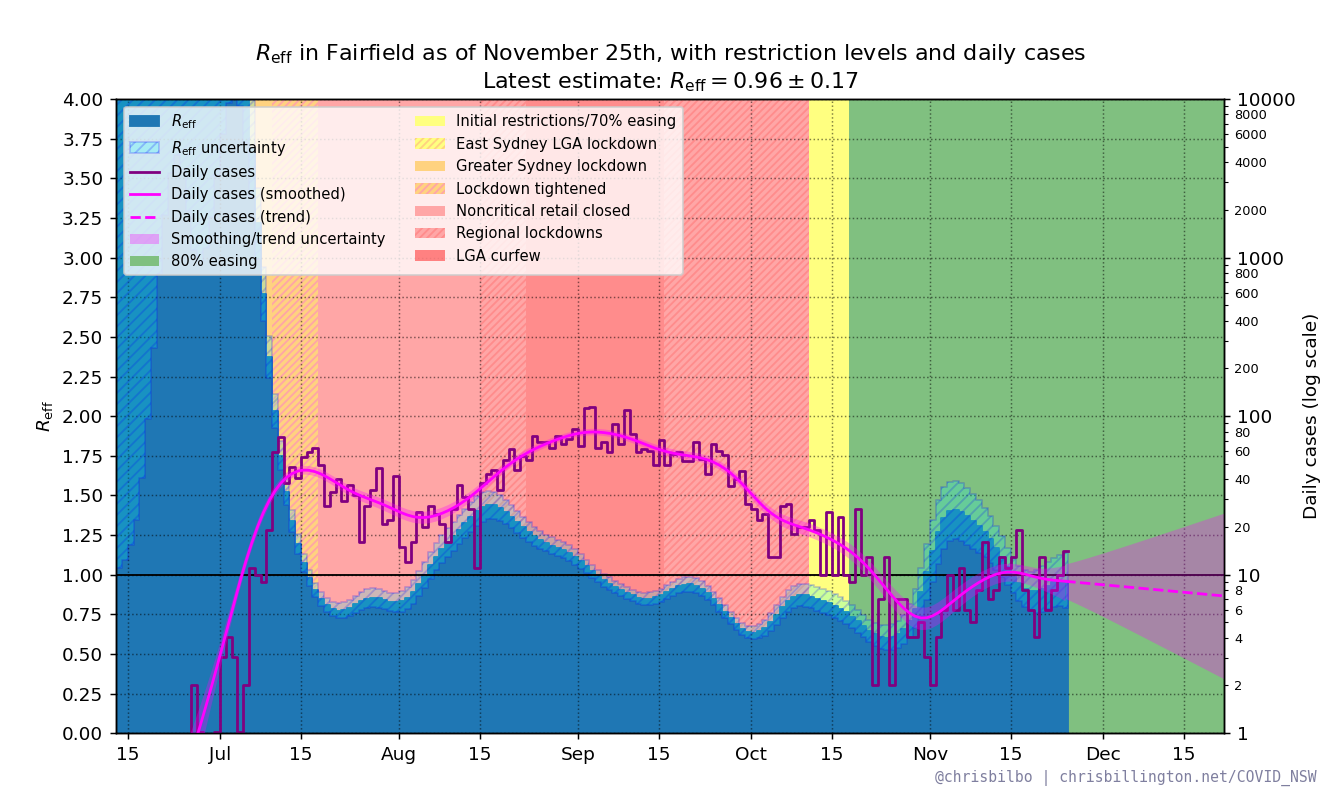 R_eff in Fairfield as of November 25th, with restriction levels and daily cases
Latest estimate: R_eff = 0.96 ± 0.17
R_eff
R_eff uncertainty
Daily cases
Daily cases (smoothed)
Daily cases (trend)
Smoothing/trend uncertainty
80% easing
Initial restrictions/70% easing
East Sydney LGA lockdown
Greater Sydney lockdown
Lockdown tightened
Noncritical retail closed
Regional lockdowns
LGA curfew
R_eff
4.00
3.75
3.50
3.25
3.00
2.75
2.50
2.25
2.00
1.75
1.50
1.25
1.00
0.75
0.50
0.25
0.00
10000
8000
6000
4000
2000
1000
800
600
400
200
100
80
60
40
20
10
8
6
4
2
1
Daily cases (log scale)
15 Jul 15 Aug 15 Sep 15 Oct 15 Nov 15 Dec 15
@chrisbilbo | chrisbillington.net/COVID_NSW